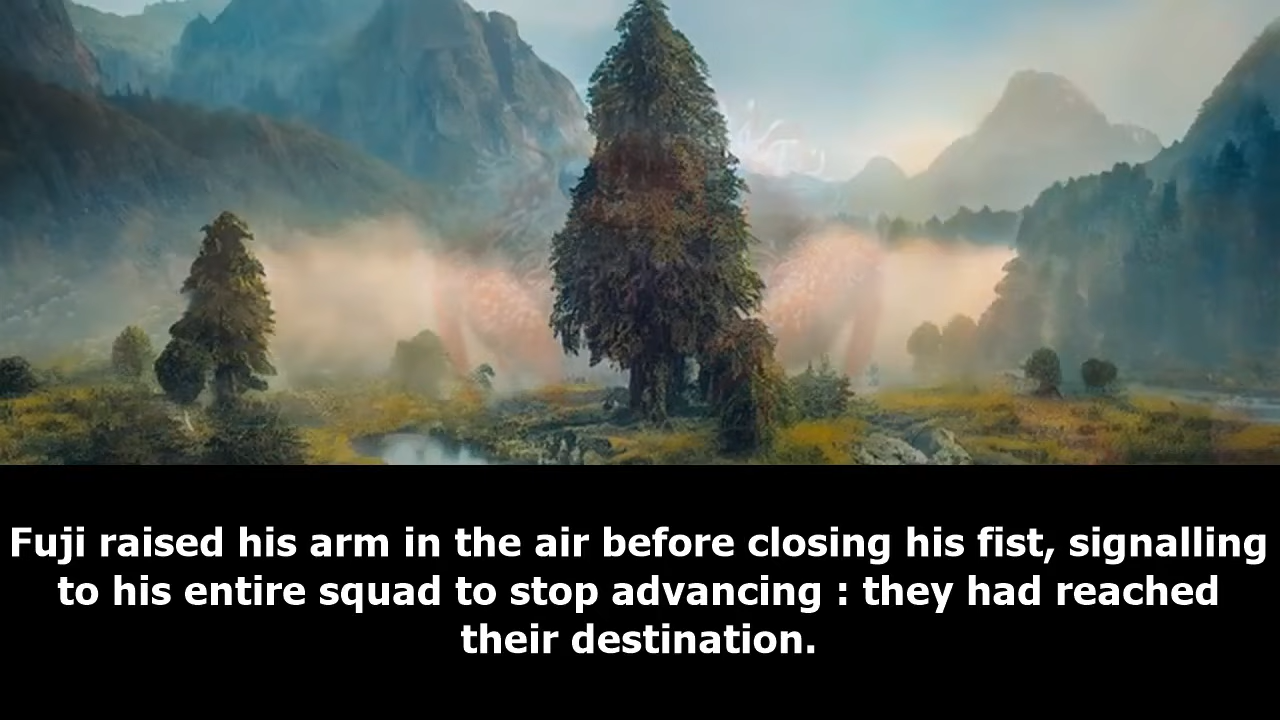 Fuji raised his arm in the air before closing his fist, signalling
to his entire squad to stop advancing : they had reached
their destination.